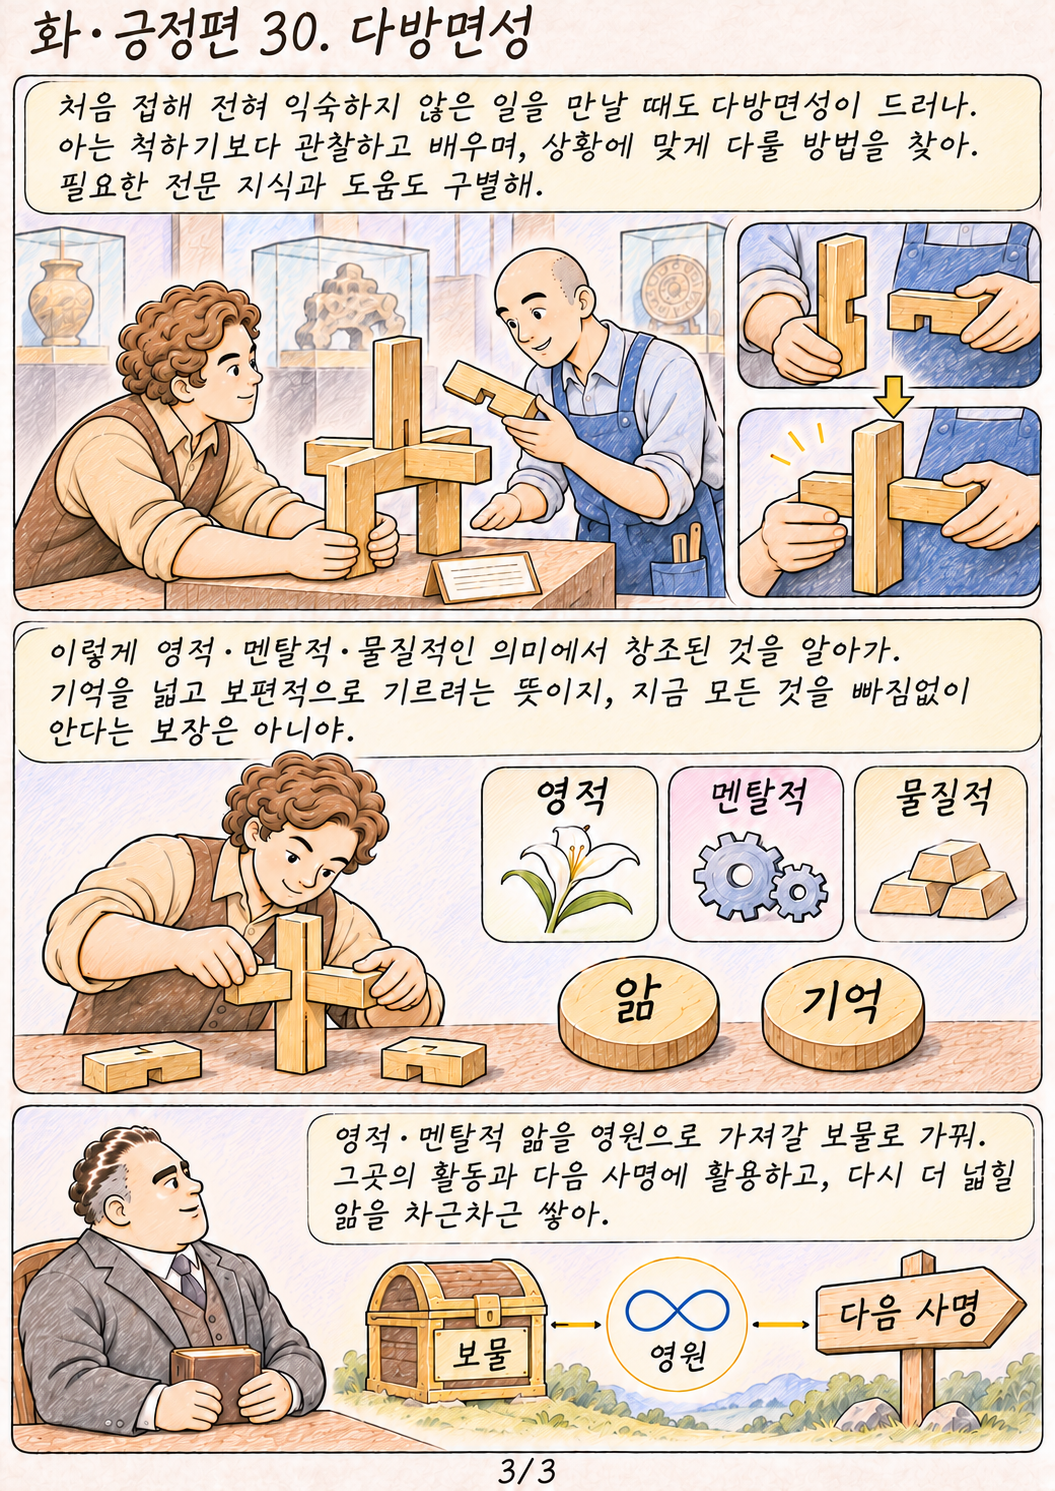 화·긍정편 30. 다방면성
처음 접해 전혀 익숙하지 않은 일을 만날 때도 다방면성이 드러나.
아는 척하기보다 관찰하고 배우며, 상황에 맞게 다룰 방법을 찾아.
필요한 전문 지식과 도움도 구별해.
이렇게 영적·멘탈적·물질적인 의미에서 창조된 것을 알아가.
기억을 넓고 보편적으로 기르려는 뜻이지, 지금 모든 것을 빠짐없이
안다는 보장은 아니야.
영적
멘탈적
물질적
앎
기억
영적·멘탈적 앎을 영원으로 가져갈 보물로 가꿔.
그곳의 활동과 다음 사명에 활용하고, 다시 더 넓힐
앎을 차근차근 쌓아.
보물
영원
다음 사명
3/3